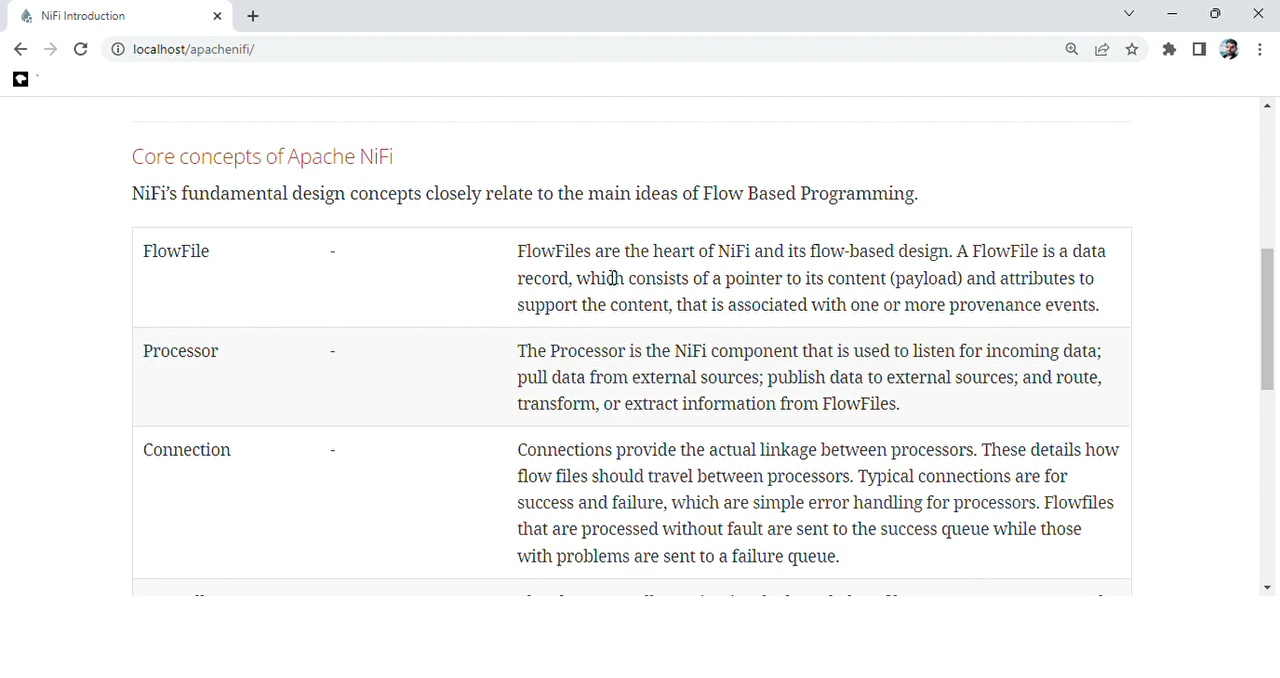 NiFi Introduction
localhost/apachenifi/
Core concepts of Apache NiFi
NiFi's fundamental design concepts closely relate to the main ideas of Flow Based Programming.
FlowFile - FlowFiles are the heart of NiFi and its flow-based design. A FlowFile is a data
record, which consists of a pointer to its content (payload) and attributes to
support the content, that is associated with one or more provenance events.
Processor - The Processor is the NiFi component that is used to listen for incoming data;
pull data from external sources; publish data to external sources; and route,
transform, or extract information from FlowFiles.
Connection - Connections provide the actual linkage between processors. These details how
flow files should travel between processors. Typical connections are for
success and failure, which are simple error handling for processors. Flowfiles
that are processed without fault are sent to the success queue while those
with problems are sent to a failure queue.